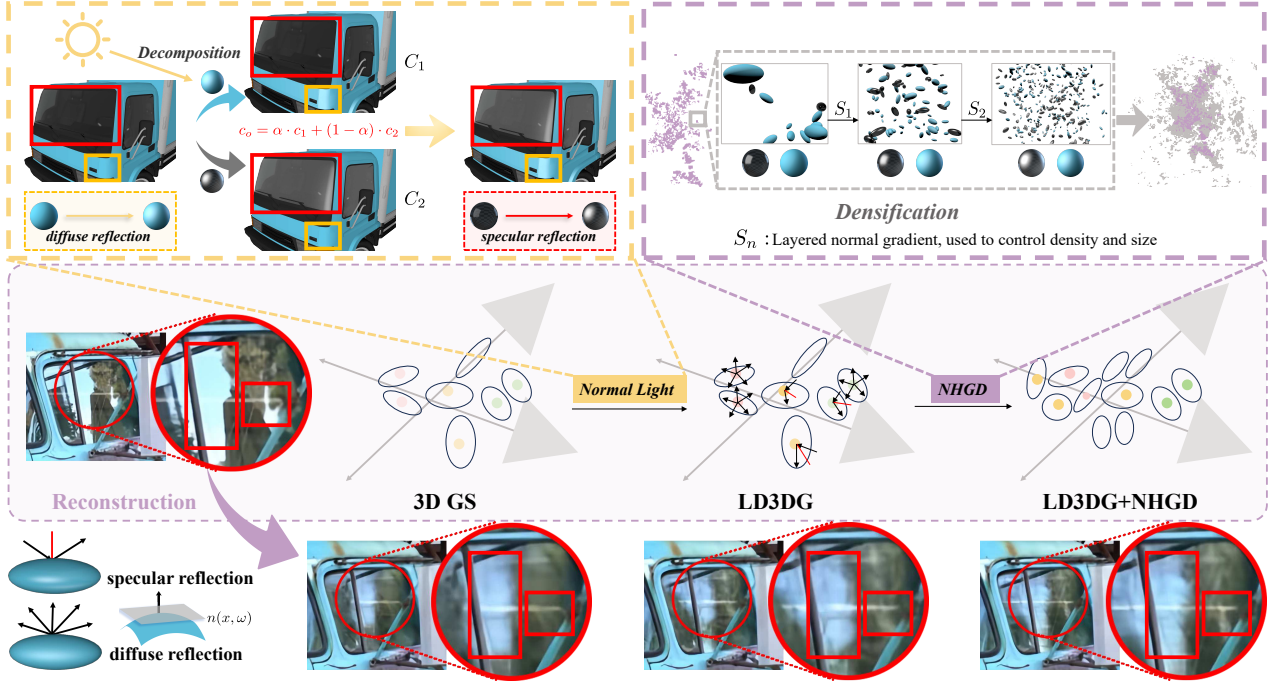 Decomposition
C₁
c_o = α · c₁ + (1 − α) · c₂
C₂
diffuse reflection
specular reflection
S₁
S₂
Densification
Sₙ : Layered normal gradient, used to control density and size
Normal Light
NHGD
Reconstruction
3D GS
LD3DG
LD3DG+NHGD
specular reflection
n(x, ω)
diffuse reflection